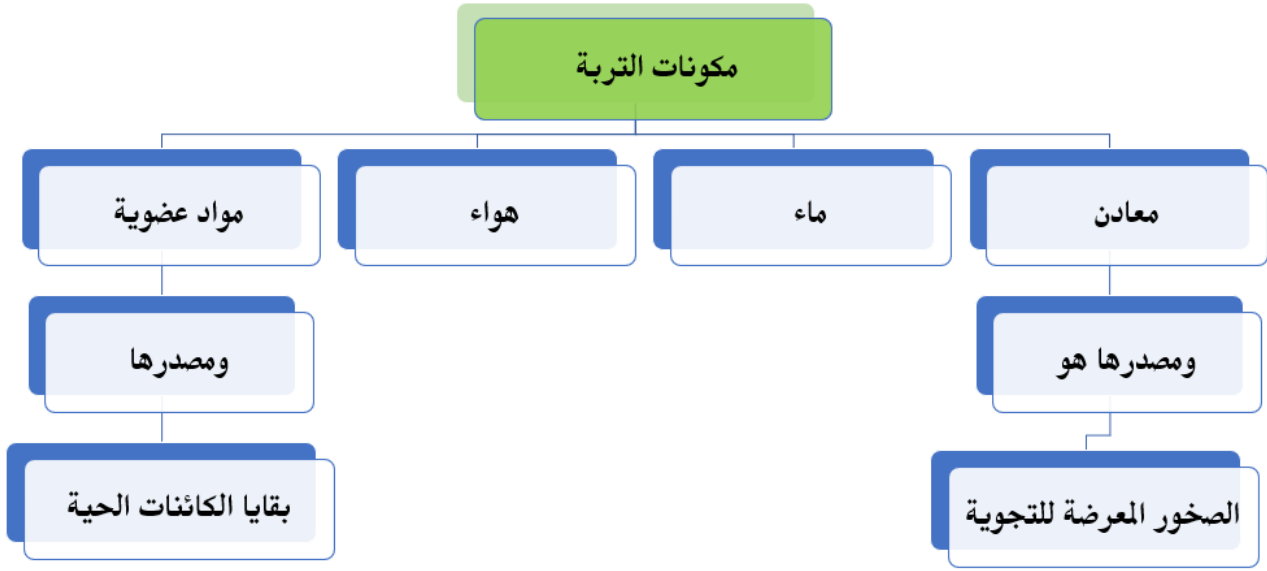 مكونات التربة
معادن
ماء
هواء
مواد عضوية
ومصدرها هو
ومصدرها
الصخور المعرضة للتجوية
بقايا الكائنات الحية